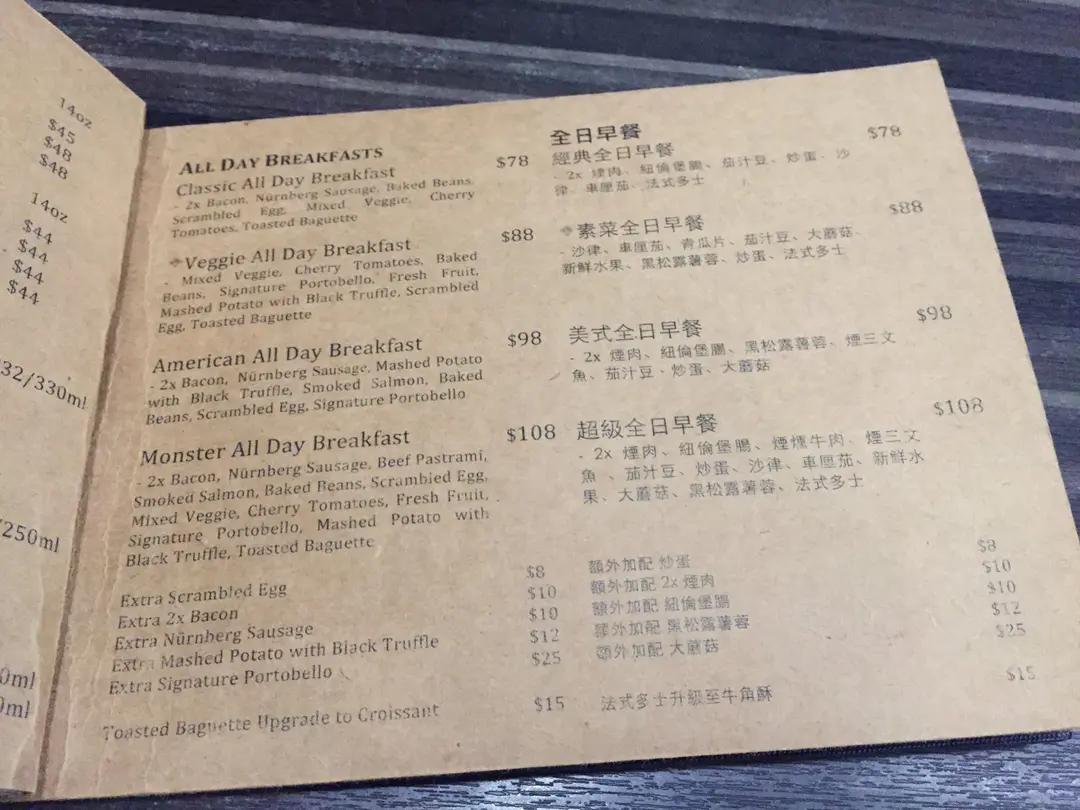 14oz
$45
$48
$48
14oz
$44
$44
$44
$44
332/330ml
/250ml
0ml
0ml
ALL DAY BREAKFASTS
Classic All Day Breakfast $78
- 2x Bacon, Nürnberg Sausage, Baked Beans,
Scrambled Egg, Mixed Veggie, Cherry
Tomatoes, Toasted Baguette
Veggie All Day Breakfast $88
- Mixed Veggie, Cherry Tomatoes, Baked
Beans, Signature Portobello, Fresh Fruit,
Mashed Potato with Black Truffle, Scrambled
Egg, Toasted Baguette
American All Day Breakfast $98
- 2x Bacon, Nürnberg Sausage, Mashed Potato
with Black Truffle, Smoked Salmon, Baked
Beans, Scrambled Egg, Signature Portobello
Monster All Day Breakfast $108
- 2x Bacon, Nürnberg Sausage, Beef Pastrami,
Smoked Salmon, Baked Beans, Scrambled Egg,
Mixed Veggie, Cherry Tomatoes, Fresh Fruit,
Signature Portobello, Mashed Potato with
Black Truffle, Toasted Baguette
Extra Scrambled Egg $8
Extra 2x Bacon $10
Extra Nürnberg Sausage $10
Extra Mashed Potato with Black Truffle $12
Extra Signature Portobello $25
Toasted Baguette Upgrade to Croissant $15
全日早餐
經典全日早餐 $78
- 2x 煙肉、紐倫堡腸、茄汁豆、炒蛋、沙
律、車厘茄、法式多士
素菜全日早餐 $88
- 沙律、車厘茄、青瓜片、茄汁豆、大蘑菇、
新鮮水果、黑松露薯蓉、炒蛋、法式多士
美式全日早餐 $98
- 2x 煙肉、紐倫堡腸、黑松露薯蓉、煙三文
魚、茄汁豆、炒蛋、大蘑菇
超級全日早餐 $108
- 2x 煙肉、紐倫堡腸、煙燻牛肉、煙三文
魚、茄汁豆、炒蛋、沙律、車厘茄、新鮮水
果、大蘑菇、黑松露薯蓉、法式多士
額外加配 炒蛋 $8
額外加配 2x 煙肉 $10
額外加配 紐倫堡腸 $10
額外加配 黑松露薯蓉 $12
額外加配 大蘑菇 $25
法式多士升級至牛角酥 $15